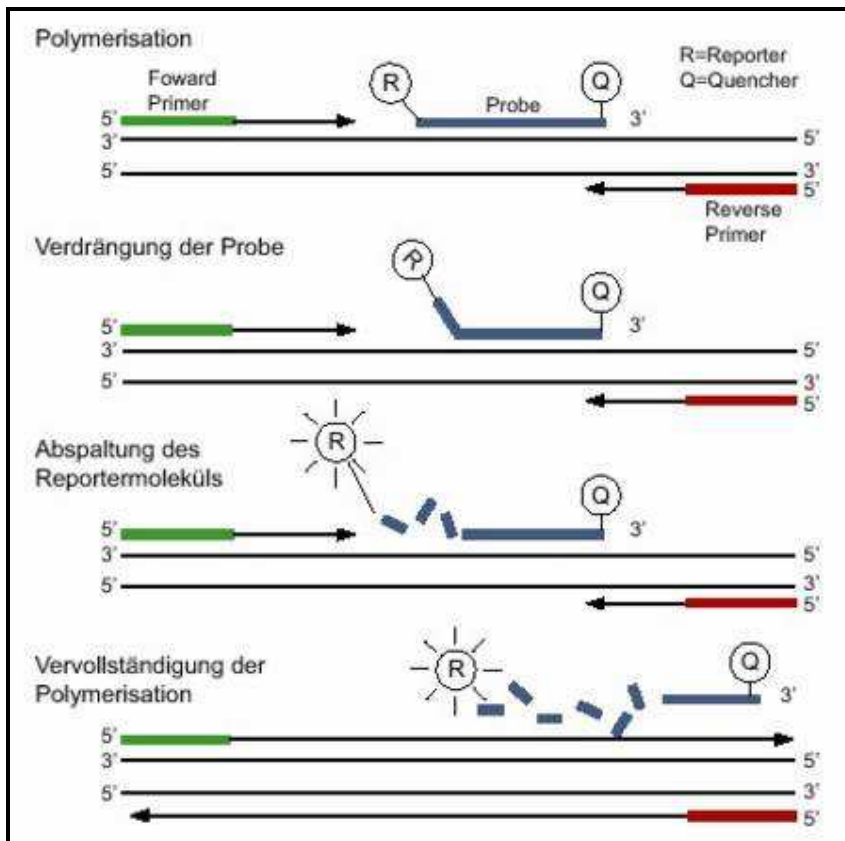 Polymerisation
R=Reporter
Q=Quencher
Foward
Primer
R
Probe
Q
5'
3'
3'
5'
5'
3'
5'
Reverse
Primer
Verdrängung der Probe
R
Q
5'
3'
3'
5'
5'
3'
5'
Abspaltung des
Reportermoleküls
R
Q
5'
3'
3'
5'
5'
3'
5'
Vervollständigung der
Polymerisation
R
Q
3'
5'
3'
5'
5'
3'
5'